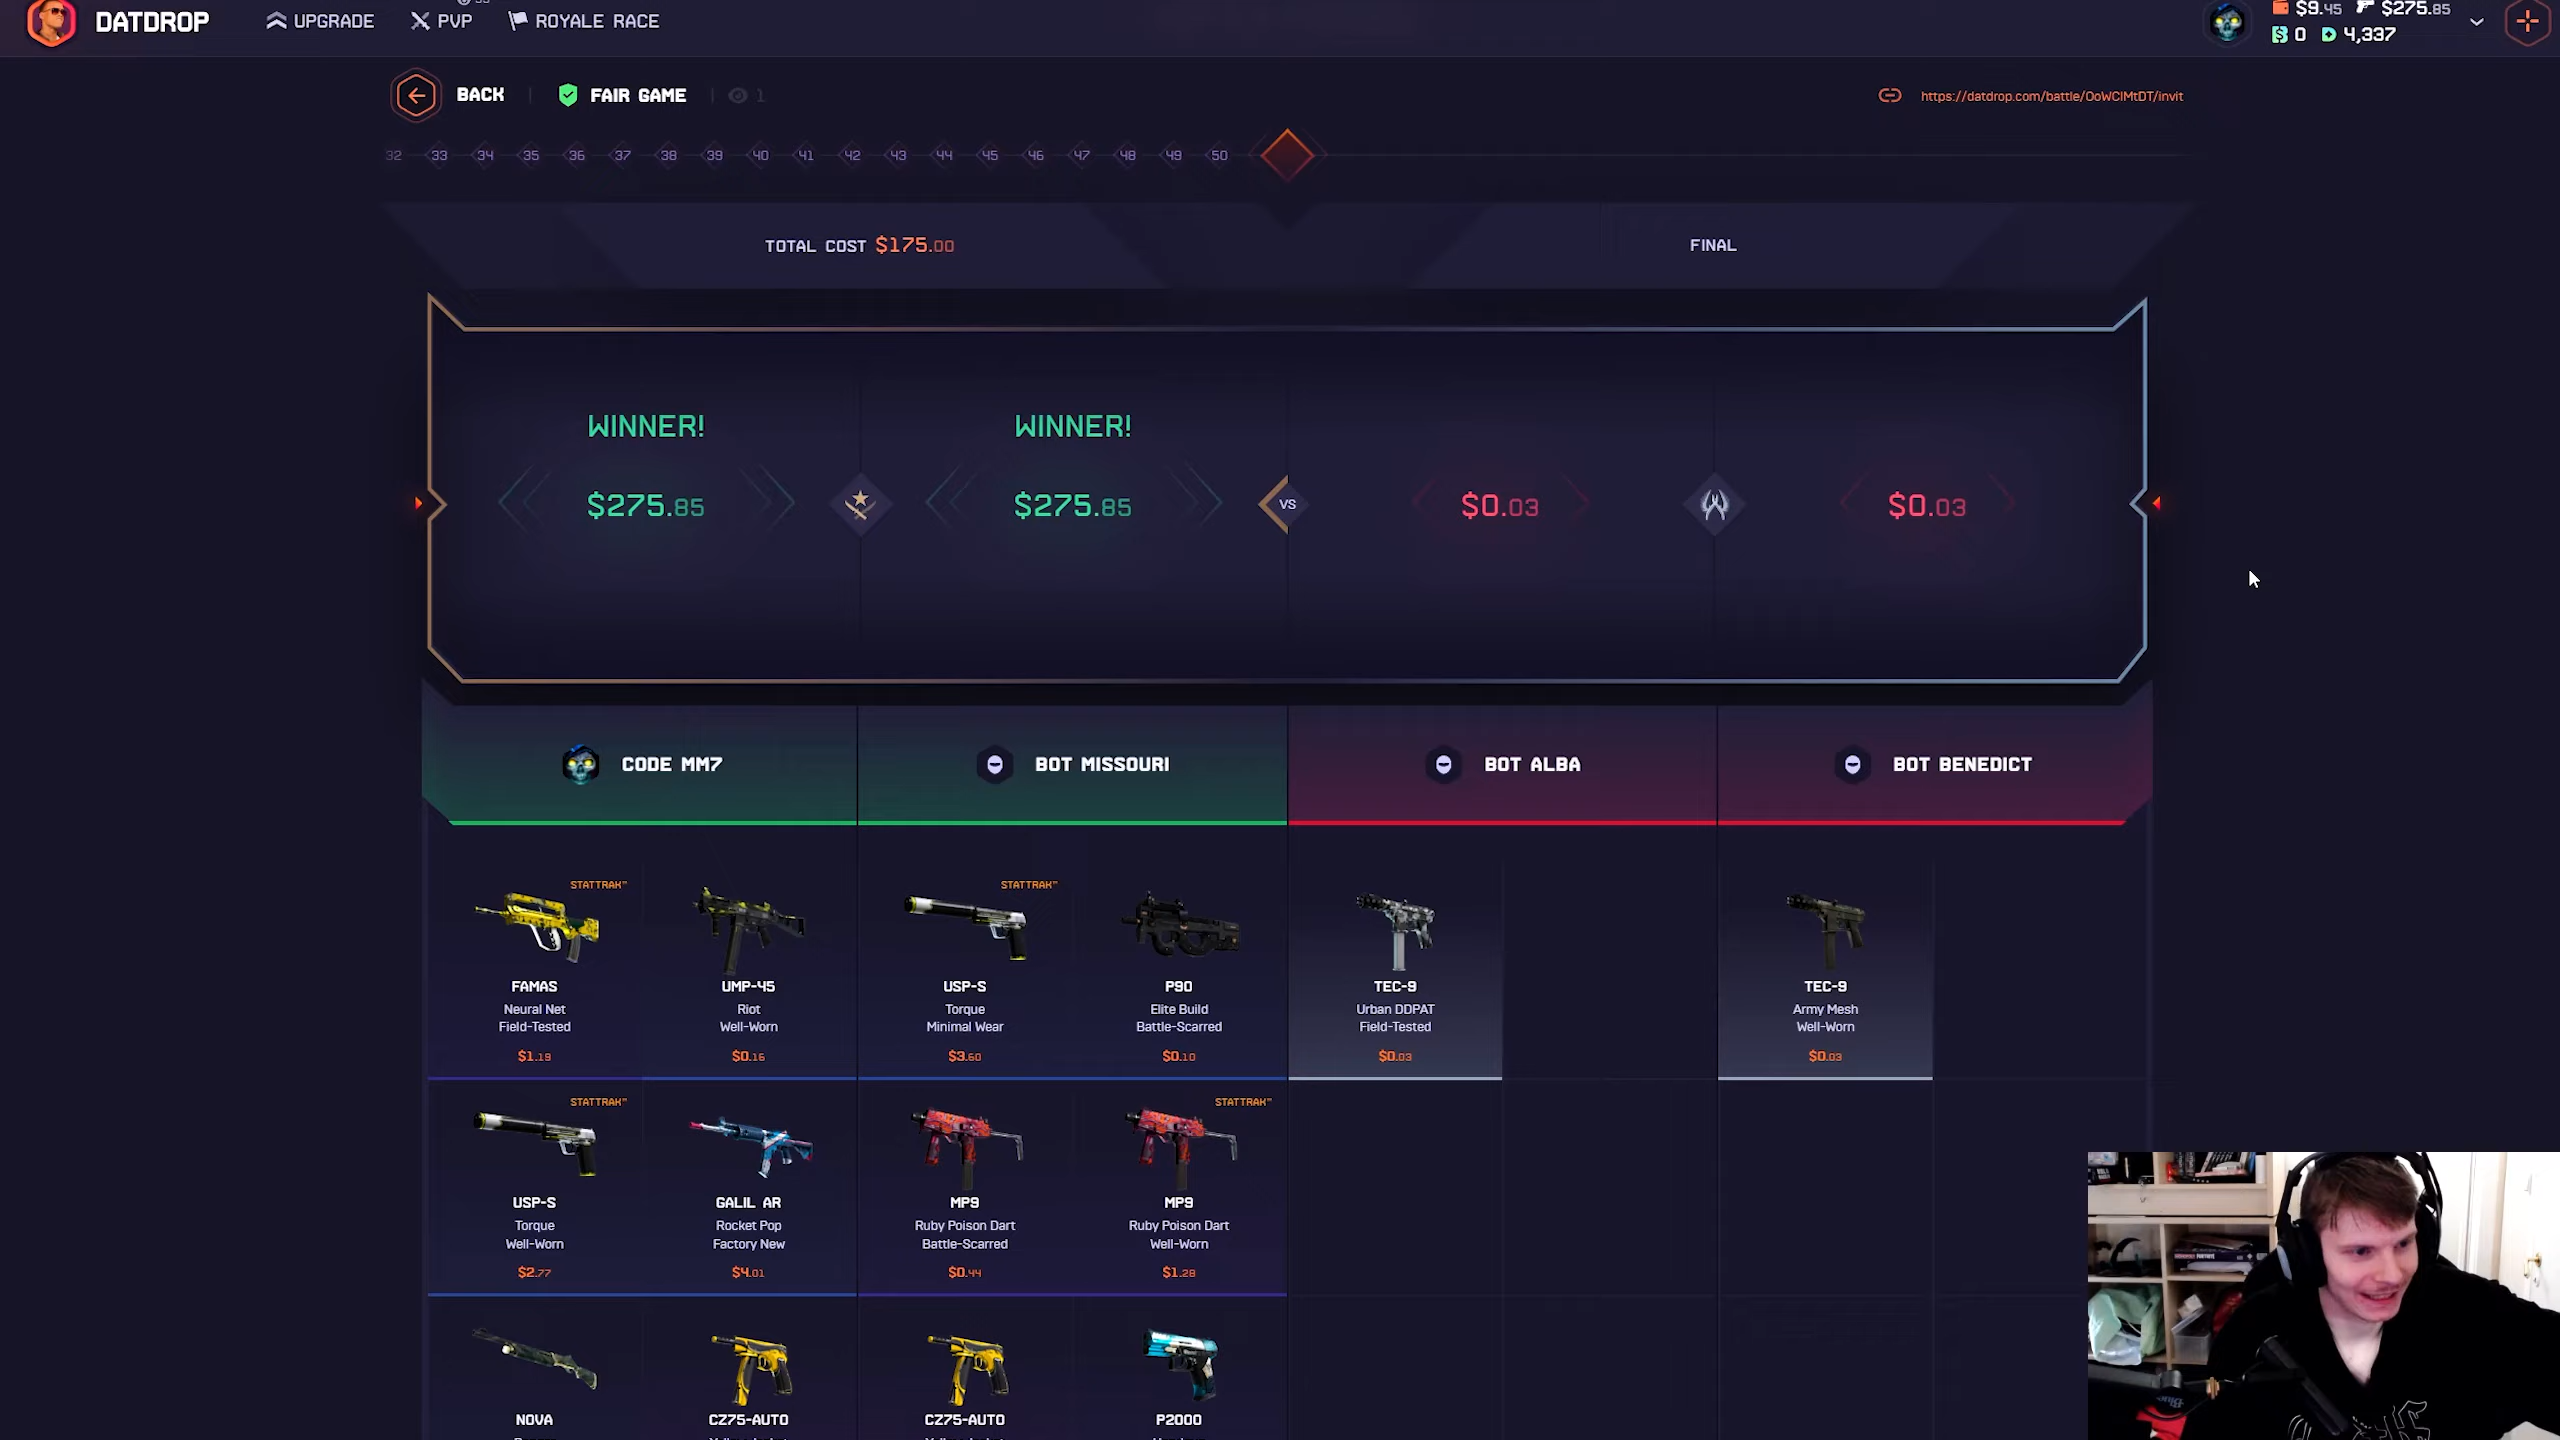 DATDROP
UPGRADE
PVP
ROYALE RACE
$9.45 $275.85
0 4,337
BACK
FAIR GAME
1
https://datdrop.com/battle/OoWCIMtDT/invit
32 33 34 35 36 37 38 39 40 41 42 43 44 45 46 47 48 49 50
TOTAL COST $175.00
FINAL
WINNER!
WINNER!
$275.85
$275.85
VS
$0.03
$0.03
CODE MM7
BOT MISSOURI
BOT ALBA
BOT BENEDICT
STATTRAK™
FAMAS
Neural Net
Field-Tested
$1.19
UMP-45
Riot
Well-Worn
$0.16
STATTRAK™
USP-S
Torque
Minimal Wear
$3.60
P90
Elite Build
Battle-Scarred
$0.10
TEC-9
Urban DDPAT
Field-Tested
$0.03
TEC-9
Army Mesh
Well-Worn
$0.03
STATTRAK™
USP-S
Torque
Well-Worn
$2.77
GALIL AR
Rocket Pop
Factory New
$4.01
MP9
Ruby Poison Dart
Battle-Scarred
$0.44
STATTRAK™
MP9
Ruby Poison Dart
Well-Worn
$1.28
NOVA
CZ75-AUTO
CZ75-AUTO
P2000